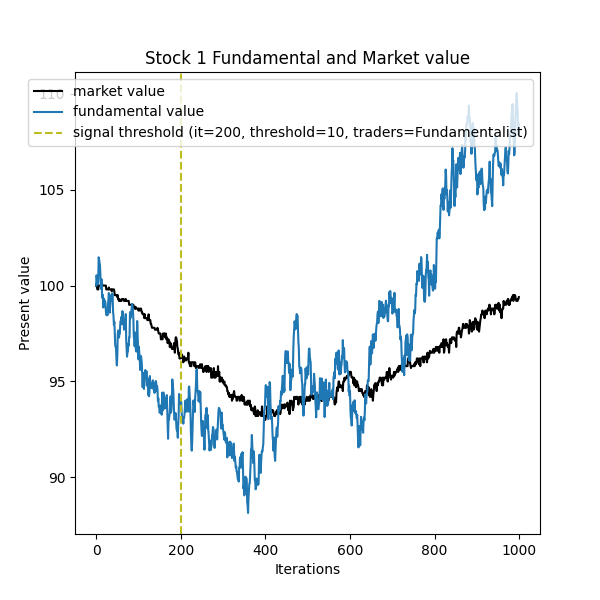 Stock 1 Fundamental and Market value
market value
fundamental value
signal threshold (it=200, threshold=10, traders=Fundamentalist)
110
105
100
95
90
Present value
0 200 400 600 800 1000
Iterations